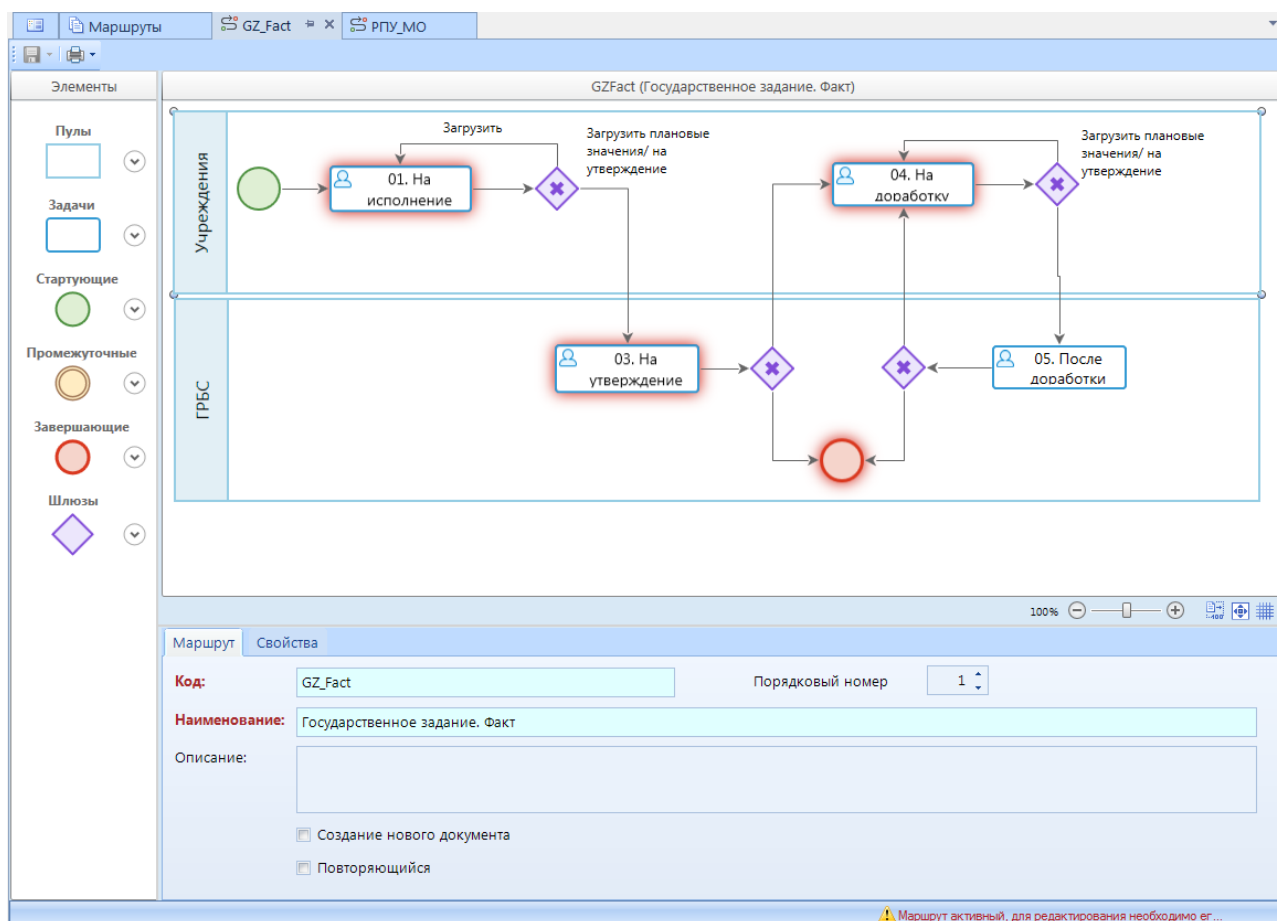 Маршруты
GZ_Fact
РПУ_МО
Элементы
GZFact (Государственное задание. Факт)
Пулы
Задачи
Стартующие
Промежуточные
Завершающие
Шлюзы
Учреждения
Загрузить
Загрузить плановые
значения/ на
утверждение
01. На
исполнение
04. На
доработку
Загрузить плановые
значения/ на
утверждение
ГРБС
03. На
утверждение
05. После
доработки
100%
Маршрут
Свойства
Код:
GZ_Fact
Порядковый номер
1
Наименование:
Государственное задание. Факт
Описание:
Создание нового документа
Повторяющийся
Маршрут активный, для редактирования необходимо ег...